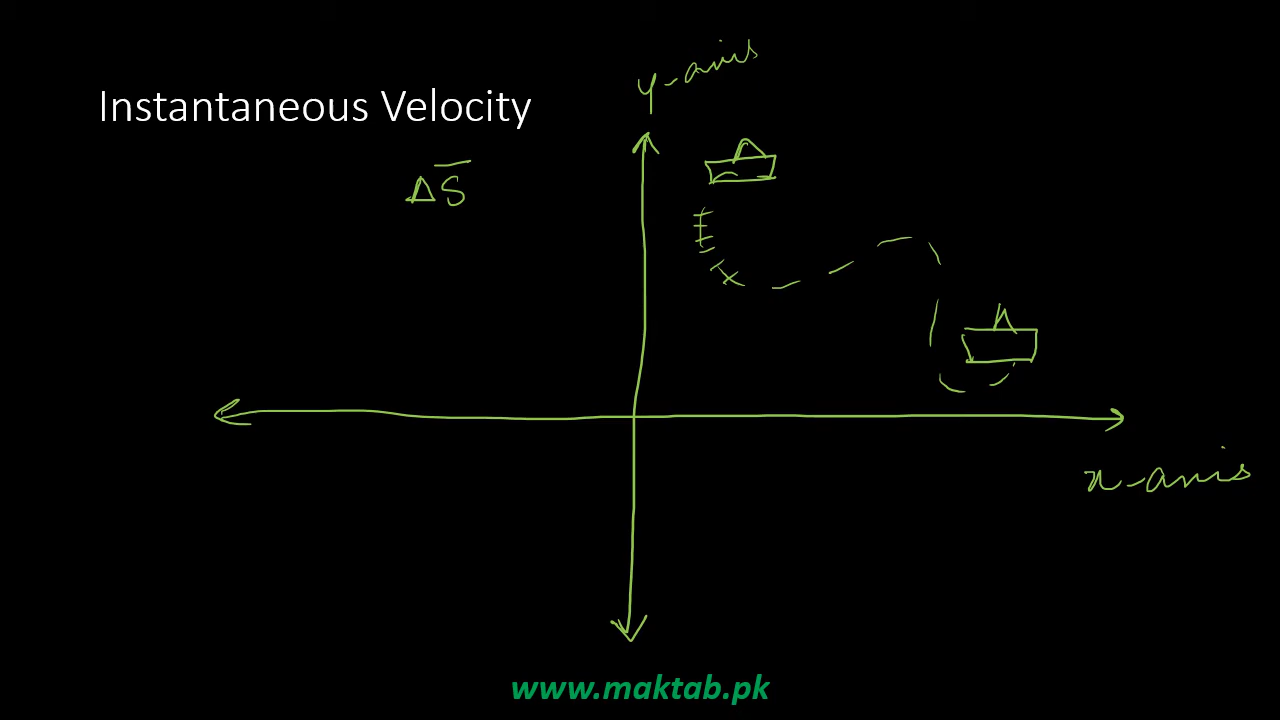 y-axis
Instantaneous Velocity
ΔS̅
x-axis
www.maktab.pk